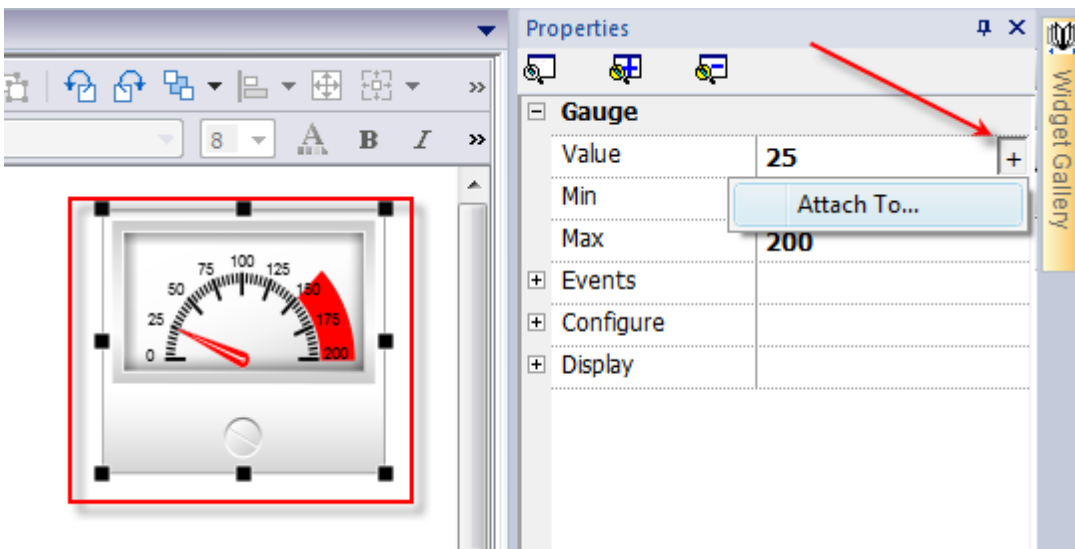 Properties
8 A B I
Gauge
Value 25 +
Min
Attach To...
Max 200
Events
Configure
Display
Widget Gallery
0
25
50
75
100
125
150
175
200